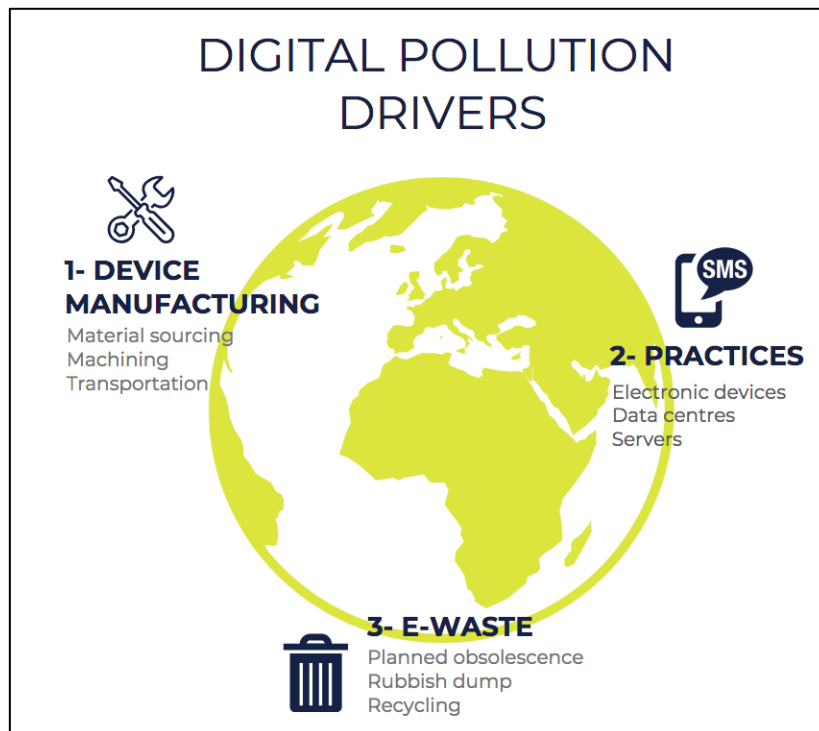 DIGITAL POLLUTION
DRIVERS
1- DEVICE
MANUFACTURING
Material sourcing
Machining
Transportation
SMS
2- PRACTICES
Electronic devices
Data centres
Servers
3- E-WASTE
Planned obsolescence
Rubbish dump
Recycling